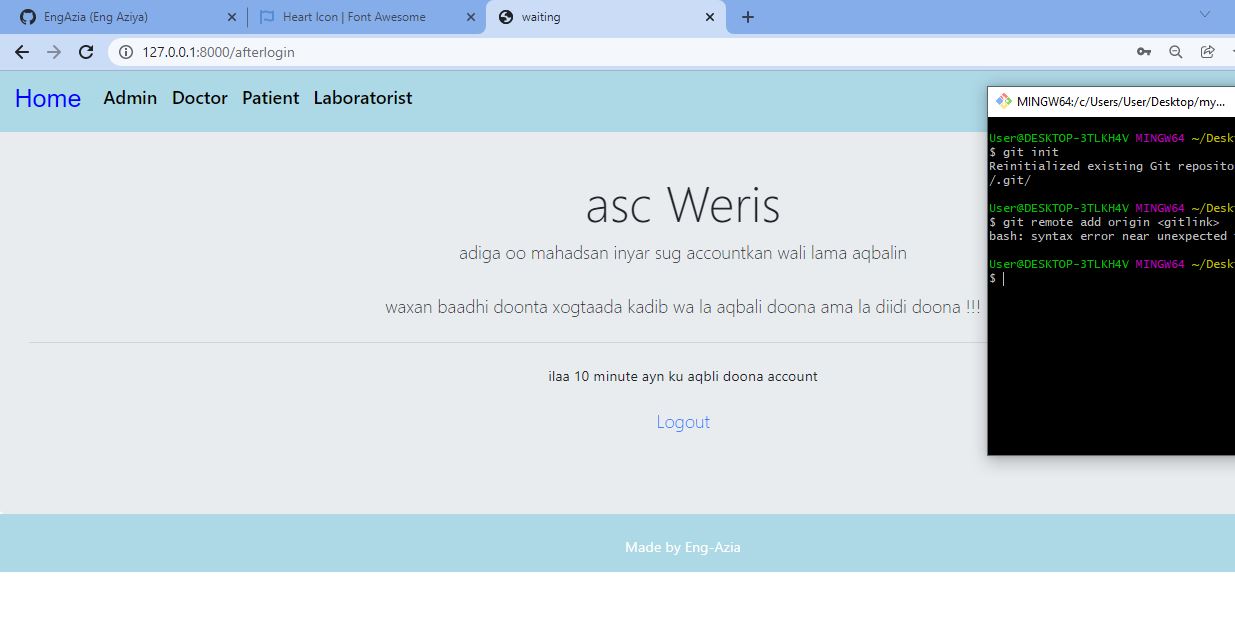 EngAzia (Eng Aziya)
Heart Icon | Font Awesome
waiting
127.0.0.1:8000/afterlogin
Home Admin Doctor Patient Laboratorist
asc Weris
adiga oo mahadsan inyar sug accountkan wali lama aqbalin
waxan baadhi doonta xogtaada kadib wa la aqbali doona ama la diidi doona !!!
ilaa 10 minute ayn ku aqbli doona account
Logout
Made by Eng-Azia
MINGW64:/c/Users/User/Desktop/my...
User@DESKTOP-3TLKH4V MINGW64 ~/Desk
$ git init
Reinitialized existing Git reposito
/.git/
User@DESKTOP-3TLKH4V MINGW64 ~/Desk
$ git remote add origin <gitlink>
bash: syntax error near unexpected
User@DESKTOP-3TLKH4V MINGW64 ~/Desk
$